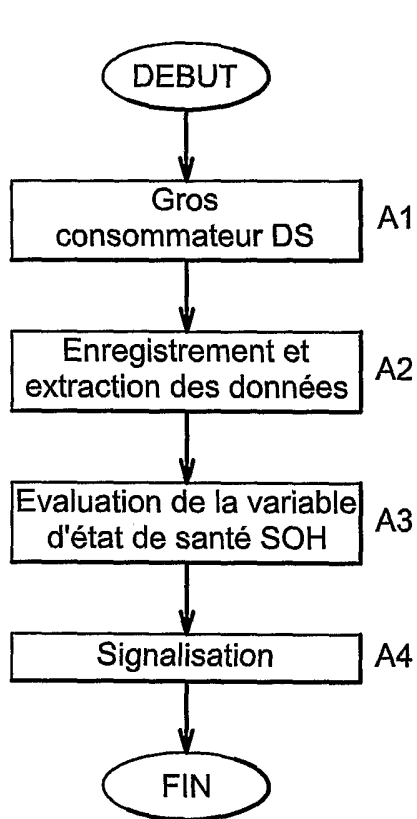 DEBUT
Gros
consommateur DS
A1
Enregistrement et
extraction des données
A2
Evaluation de la variable
d'état de santé SOH
A3
Signalisation
A4
FIN